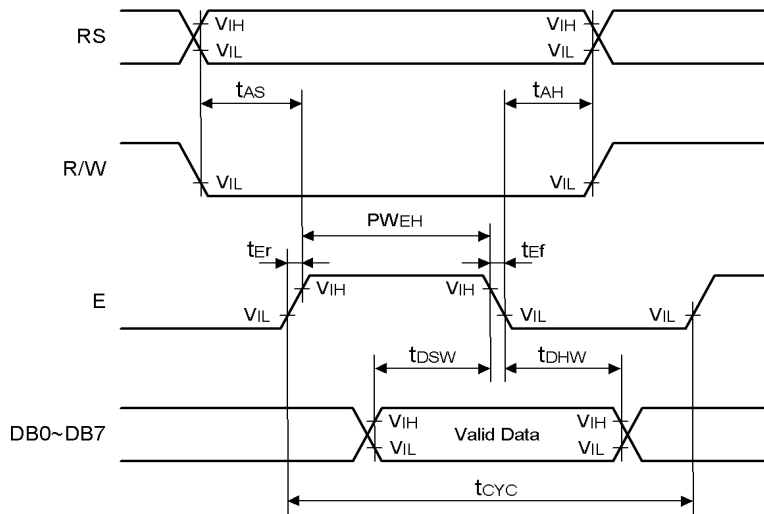 RS
VIH
VIL
VIH
VIL
tAS
tAH
R/W
VIL
VIL
PWEH
tEr
tEf
E
VIL
VIH
VIH
VIL
VIL
tDSW
tDHW
DB0~DB7
VIH
VIL
Valid Data
VIH
VIL
tCYC